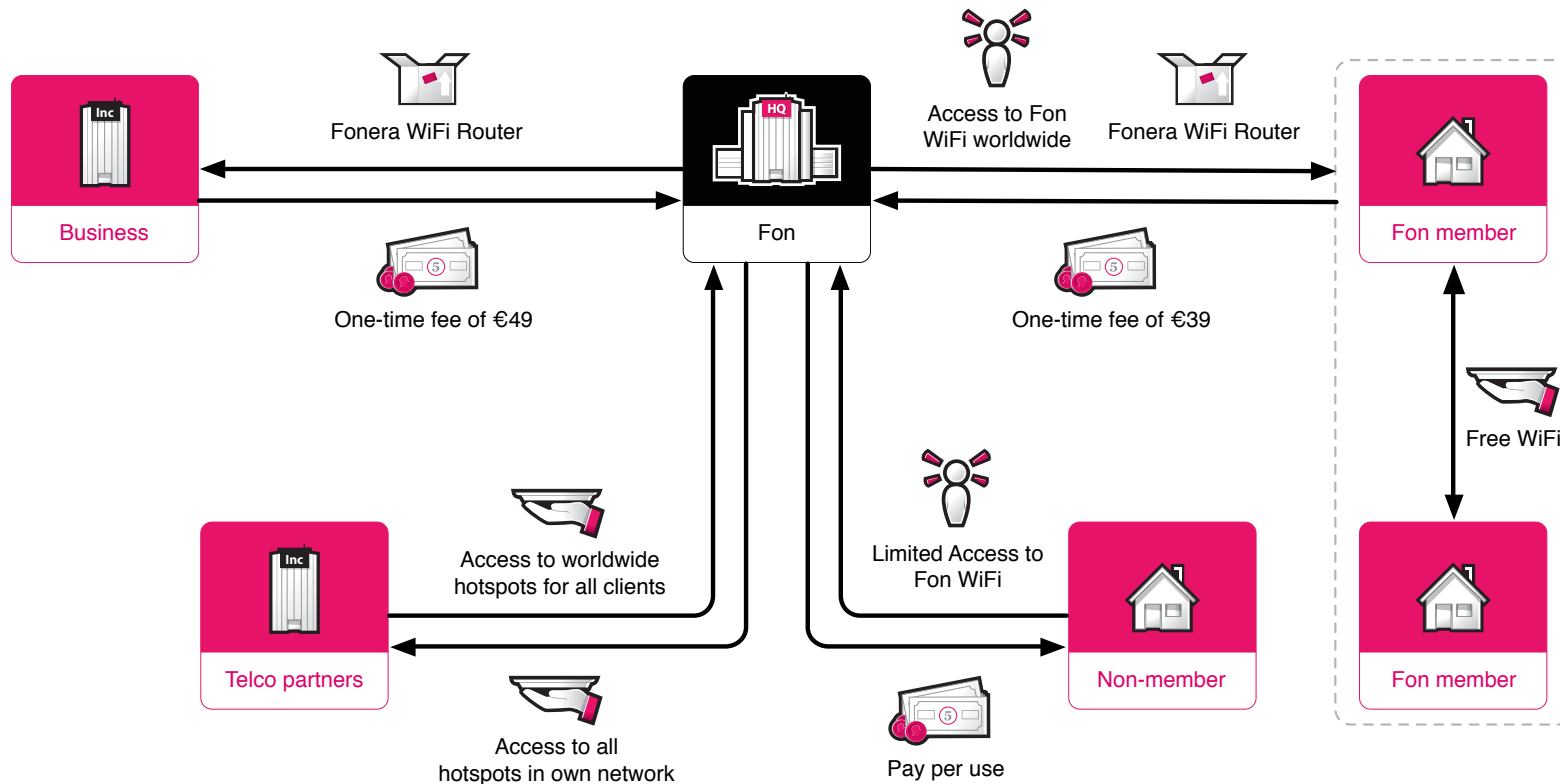 Access to Fon
WiFi worldwide
Fonera WiFi Router
Fonera WiFi Router
Inc
HQ
Business
Fon
Fon member
5
One-time fee of €49
5
One-time fee of €39
Free WiFi
Inc
Access to worldwide
hotspots for all clients
Limited Access to
Fon WiFi
Telco partners
Non-member
Fon member
Access to all
hotspots in own network
5
Pay per use